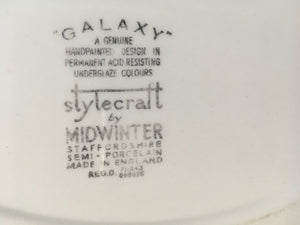 "GALAXY"
A GENUINE
HANDPAINTED DESIGN IN
PERMANENT ACID RESISTING
UNDERGLAZE COLOURS
stylecraft
by
MIDWINTER
STAFFORDSHIRE
SEMI-PORCELAIN
MADE IN ENGLAND
REG.D.